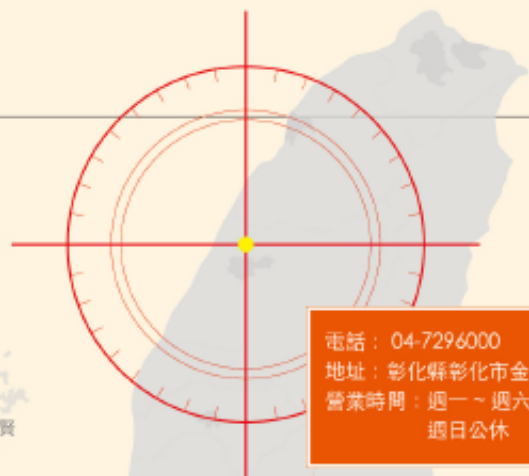 電話：04-7296000
地址：彰化縣彰化市金
營業時間：週一～週六
週日公休
賢